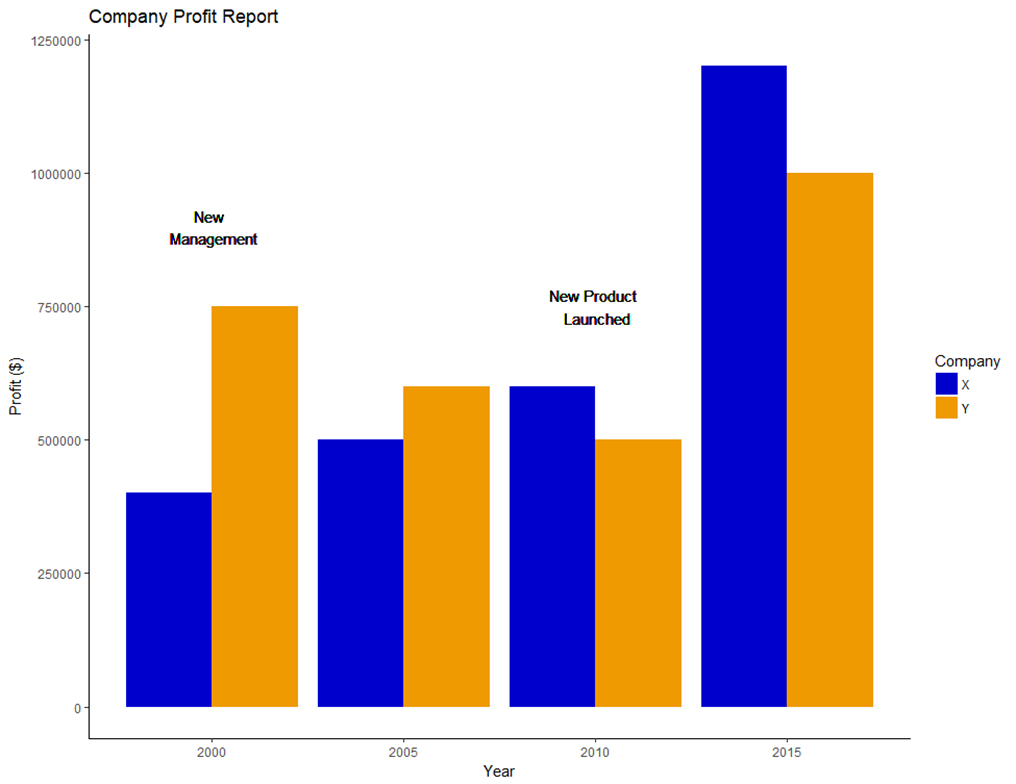 Company Profit Report
1250000
1000000
750000
500000
250000
0
Profit ($)
New
Management
New Product
Launched
2000
2005
2010
2015
Year
Company
X
Y